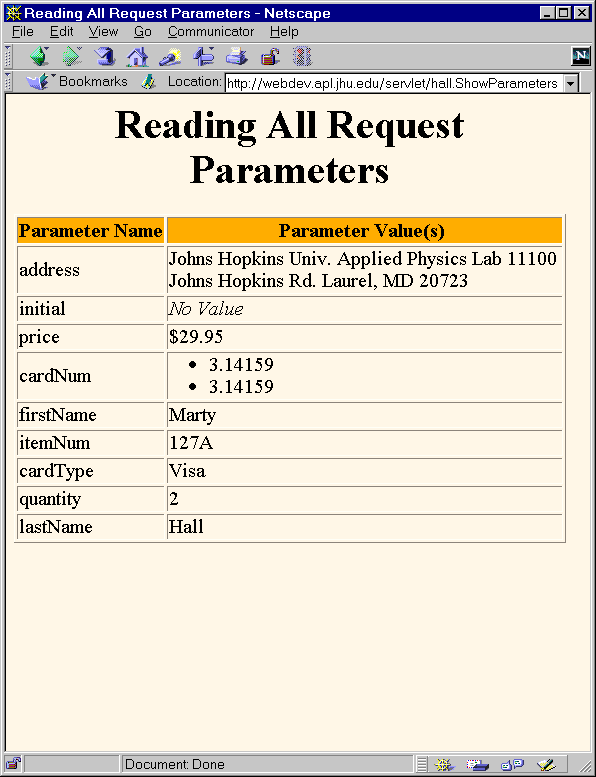 Reading All Request Parameters - Netscape
File Edit View Go Communicator Help
Bookmarks Location: http://webdev.apl.jhu.edu/servlet/hall.ShowParameters
Reading All Request
Parameters
Parameter Name Parameter Value(s)
address Johns Hopkins Univ. Applied Physics Lab 11100
Johns Hopkins Rd. Laurel, MD 20723
initial No Value
price $29.95
cardNum • 3.14159
• 3.14159
firstName Marty
itemNum 127A
cardType Visa
quantity 2
lastName Hall
Document: Done